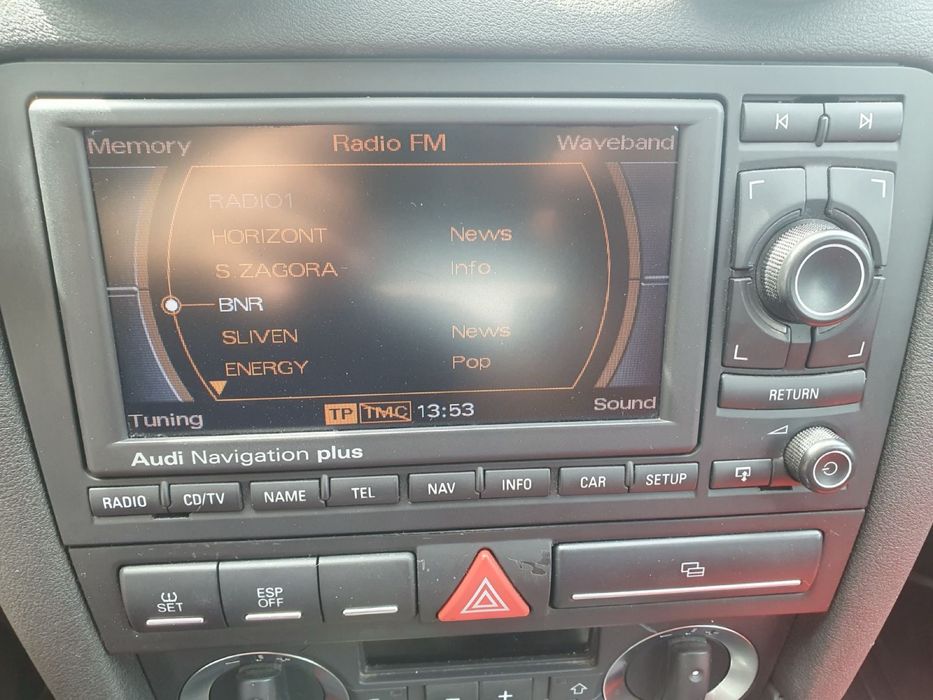 Memory Radio FM Waveband
RADIO1
HORIZONT News
S.ZAGORA Info
BNR
SLIVEN News
ENERGY Pop
Tuning TP TMC 13:53 Sound
Audi Navigation plus
RETURN
RADIO CD/TV NAME TEL NAV INFO CAR SETUP
SET
ESP
OFF